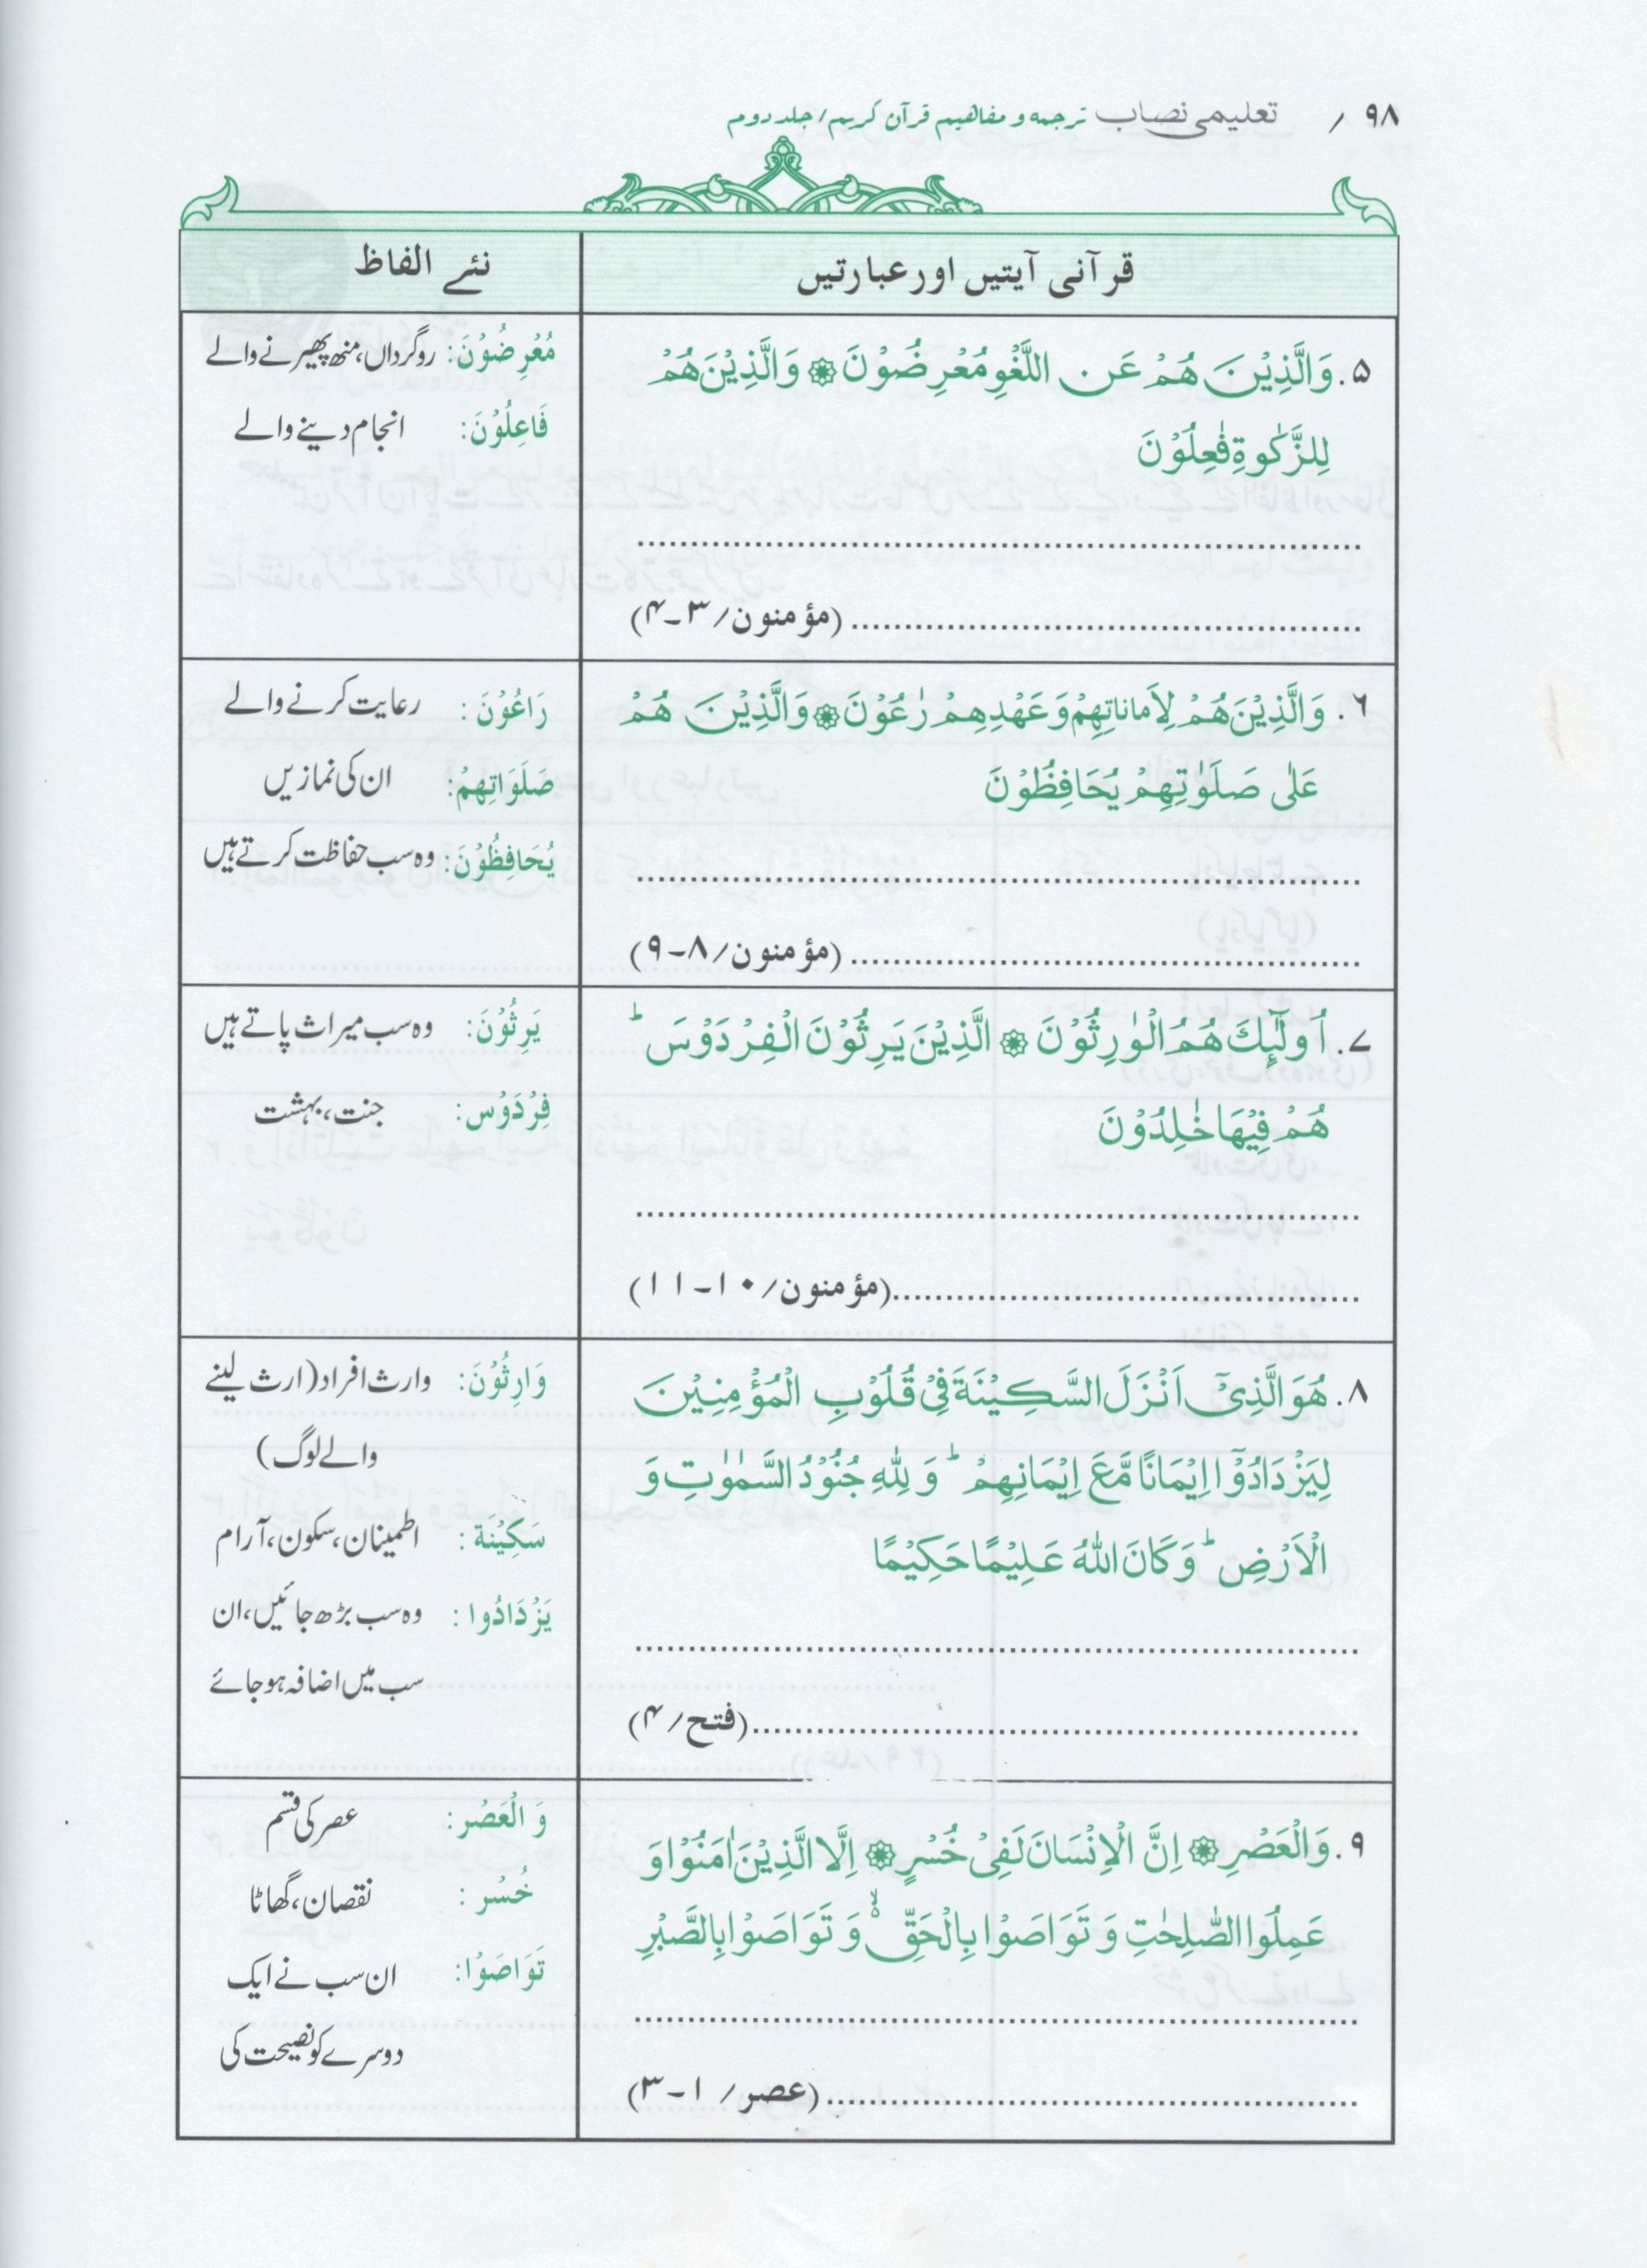 ۹۸ / تعلیمی نصاب ترجمه و مفاهیم قرآن کریم/ جلد دوم
قرآنی آیتیں اور عبارتیں
نئے الفاظ
۵. وَالَّذِیْنَ هُمْ عَنِ اللَّغْوِ مُعْرِضُوْنَ ۞ وَالَّذِیْنَ هُمْ
لِلزَّكٰوةِ فٰعِلُوْنَ
................................................
................................ (مؤمنون/۳-۴)
مُعْرِضُوْنَ: روگرداں، منھ پھیرنے والے
فَاعِلُوْنَ: انجام دینے والے
۶. وَالَّذِیْنَ هُمْ لِاَماناتِهِمْ وَ عَهْدِهِمْ رٰعُوْنَ ۞ وَالَّذِیْنَ هُمْ
عَلٰی صَلَوٰتِهِمْ یُحَافِظُوْنَ
................................................
................................ (مؤمنون/۸-۹)
رَاعُوْنَ: رعایت کرنے والے
صَلَوَاتِهِمْ: ان کی نمازیں
یُحَافِظُوْنَ: وہ سب حفاظت کرتے ہیں
۷. اُولٰٓئِكَ هُمُ الْوٰرِثُوْنَ ۞ الَّذِیْنَ یَرِثُوْنَ الْفِرْدَوْسَ ؕ
هُمْ فِیْهَا خٰلِدُوْنَ
................................................
................................(مؤمنون/۱۰-۱۱)
یَرِثُوْنَ: وہ سب میراث پاتے ہیں
فِرْدَوْس: جنت، بہشت
۸. هُوَ الَّذِیْۤ اَنْزَلَ السَّكِیْنَةَ فِیْ قُلُوْبِ الْمُؤْمِنِیْنَ
لِیَزْدَادُوْۤا اِیْمَانًا مَّعَ اِیْمَانِهِمْ ؕ وَ لِلّٰهِ جُنُوْدُ السَّمٰوٰتِ وَ
الْاَرْضِ ؕ وَ كَانَ اللّٰهُ عَلِیْمًا حَكِیْمًا
................................................
................................(فتح/۴)
وَارِثُوْنَ: وارث افراد (ارث لینے
والے لوگ)
سَكِیْنَة: اطمینان، سکون، آرام
یَزْدَادُوا: وہ سب بڑھ جائیں، ان
سب میں اضافہ ہو جائے
۹. وَالْعَصْرِ ۞ اِنَّ الْاِنْسَانَ لَفِیْ خُسْرٍ ۞ اِلَّا الَّذِیْنَ اٰمَنُوْا وَ
عَمِلُوا الصّٰلِحٰتِ وَ تَوَاصَوْا بِالْحَقِّ ۙ۬ وَ تَوَاصَوْا بِالصَّبْرِ
................................................
................................(عصر/ ۱-۳)
وَ الْعَصْر: عصر کی قسم
خُسْر: نقصان، گھاٹا
تَوَاصَوْا: ان سب نے ایک
دوسرے کو نصیحت کی